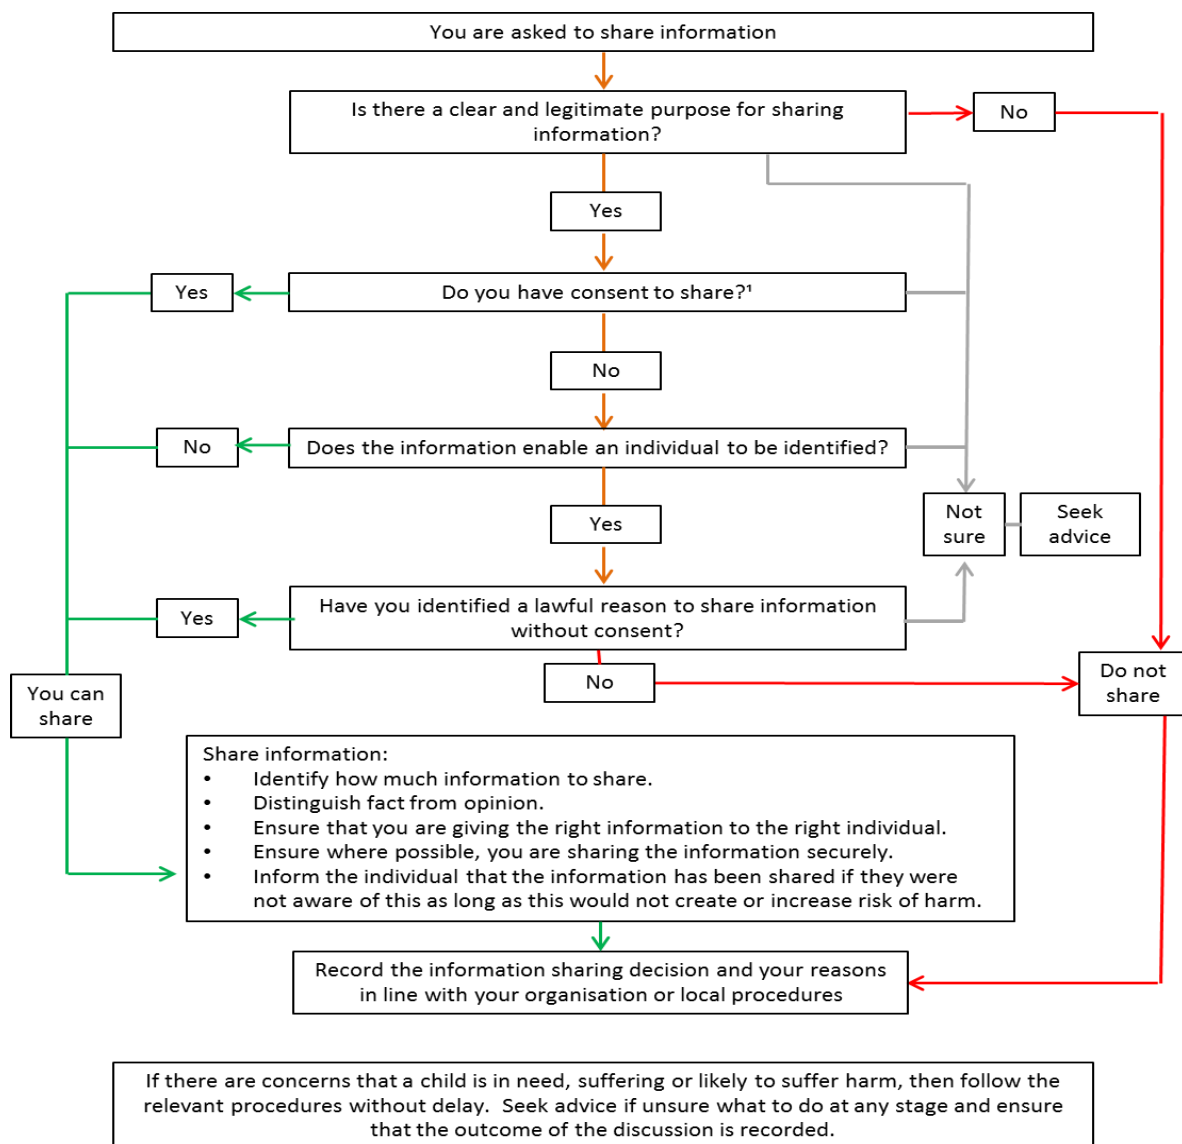 You are asked to share information
Is there a clear and legitimate purpose for sharing
information?
No
Yes
Yes
Do you have consent to share?¹
No
No
Does the information enable an individual to be identified?
Yes
Not
sure
Seek
advice
Yes
Have you identified a lawful reason to share information
without consent?
No
Do not
share
You can
share
Share information:
• Identify how much information to share.
• Distinguish fact from opinion.
• Ensure that you are giving the right information to the right individual.
• Ensure where possible, you are sharing the information securely.
• Inform the individual that the information has been shared if they were
not aware of this as long as this would not create or increase risk of harm.
Record the information sharing decision and your reasons
in line with your organisation or local procedures
If there are concerns that a child is in need, suffering or likely to suffer harm, then follow the
relevant procedures without delay.  Seek advice if unsure what to do at any stage and ensure
that the outcome of the discussion is recorded.